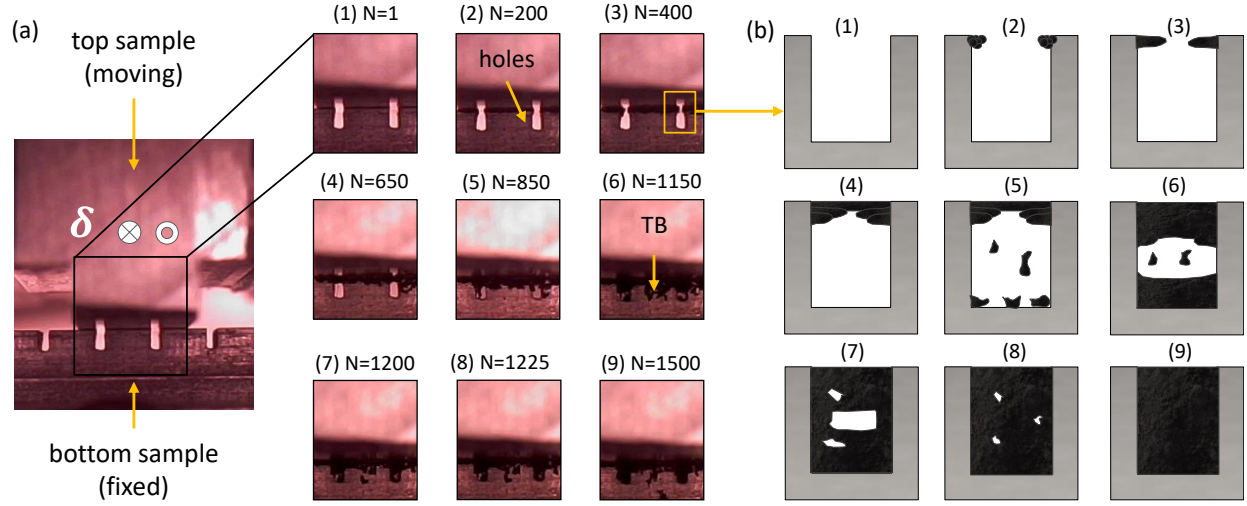 (a)
top sample
(moving)
δ
bottom sample
(fixed)
(1) N=1
(2) N=200
(3) N=400
holes
(4) N=650
(5) N=850
(6) N=1150
TB
(7) N=1200
(8) N=1225
(9) N=1500
(b)
(1)
(2)
(3)
(4)
(5)
(6)
(7)
(8)
(9)